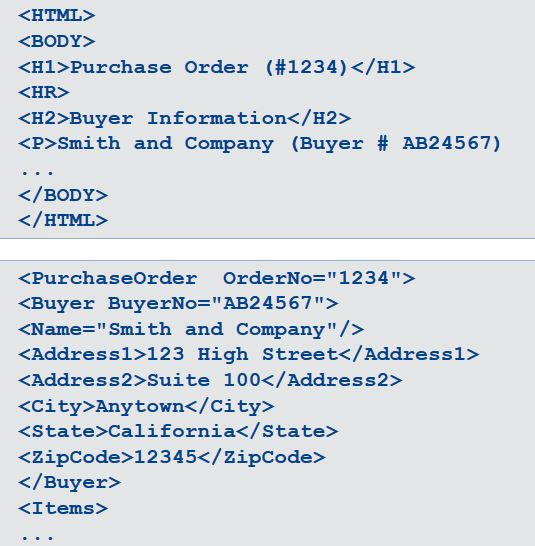 <HTML>
<BODY>
<H1>Purchase Order (#1234)</H1>
<HR>
<H2>Buyer Information</H2>
<P>Smith and Company (Buyer # AB24567)
...
</BODY>
</HTML>
<PurchaseOrder  OrderNo="1234">
<Buyer BuyerNo="AB24567">
<Name="Smith and Company"/>
<Address1>123 High Street</Address1>
<Address2>Suite 100</Address2>
<City>Anytown</City>
<State>California</State>
<ZipCode>12345</ZipCode>
</Buyer>
<Items>
...